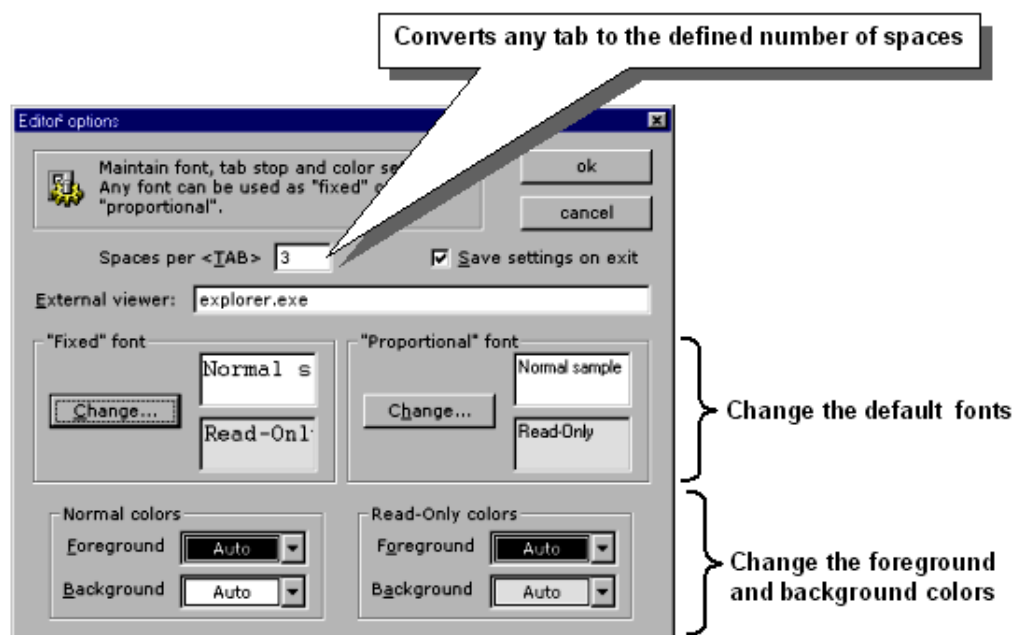 Converts any tab to the defined number of spaces
Editor² options
Maintain font, tab stop and color se
Any font can be used as "fixed" o
"proportional".
ok
cancel
Spaces per <TAB> 3
Save settings on exit
External viewer: explorer.exe
"Fixed" font
Normal s
Change...
Read-Onl
"Proportional" font
Normal sample
Change...
Read-Only
Change the default fonts
Normal colors
Foreground Auto
Background Auto
Read-Only colors
Foreground Auto
Background Auto
Change the foreground
and background colors